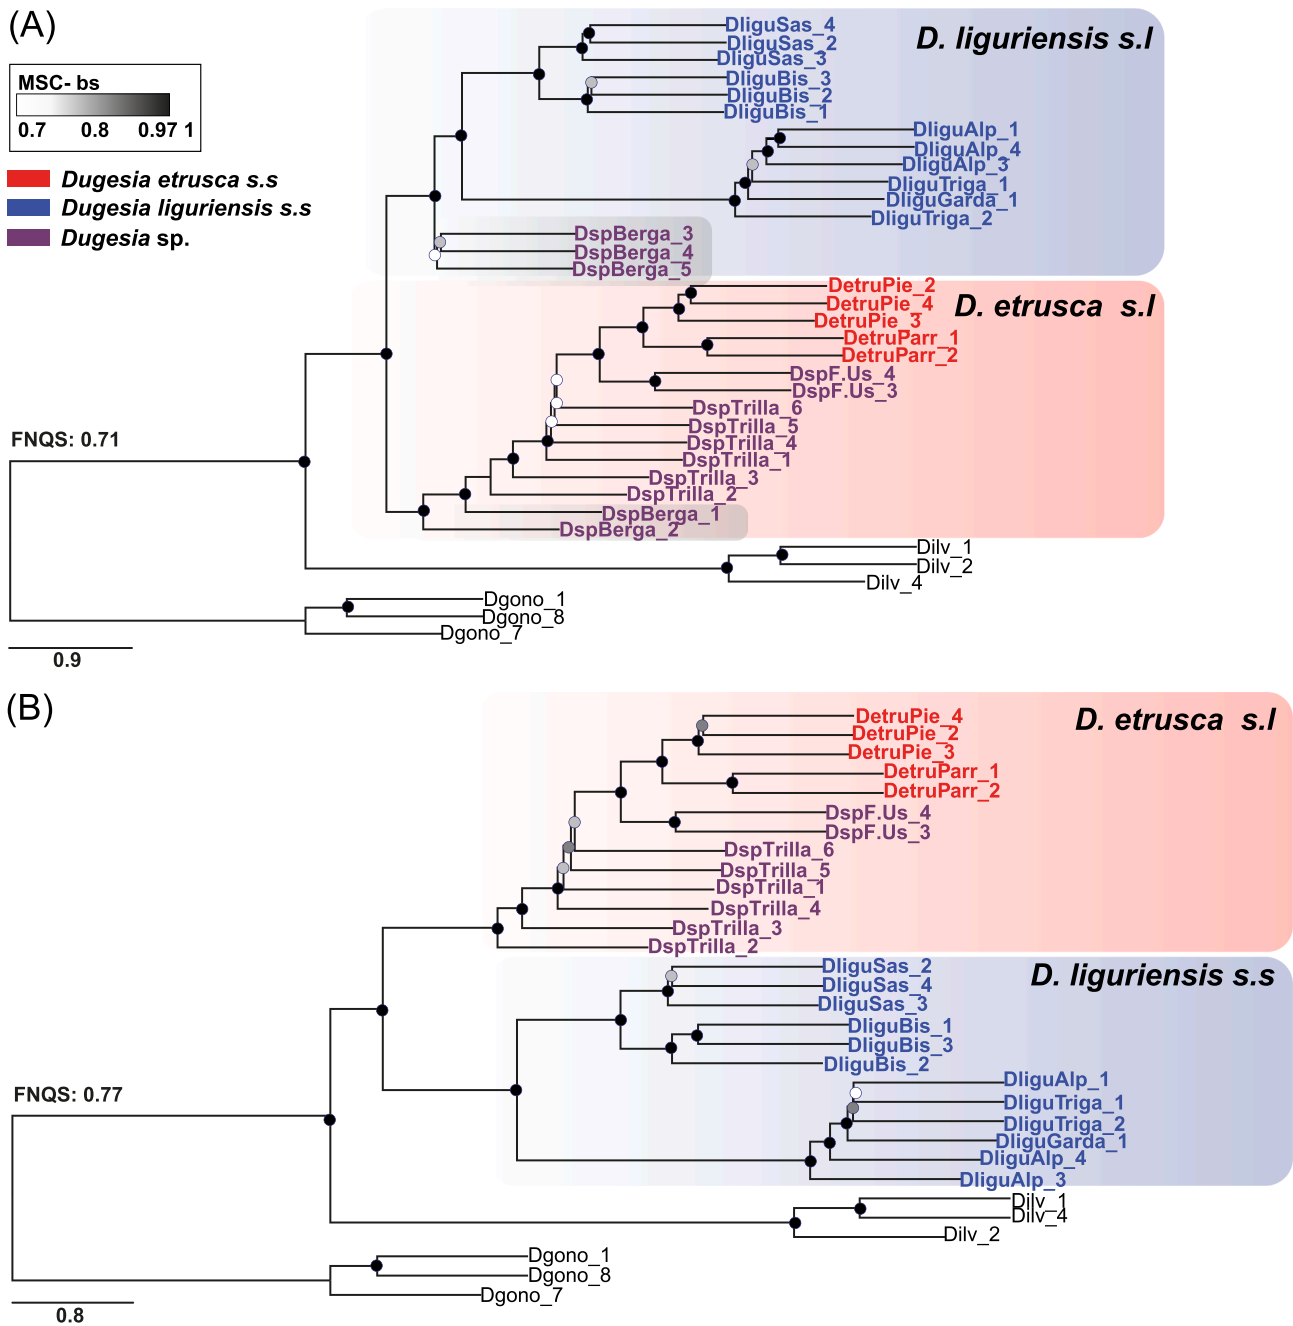 (A)
MSC- bs
0.7 0.8 0.97 1
Dugesia etrusca s.s
Dugesia liguriensis s.s
Dugesia sp.
D. liguriensis s.l
DliguSas_4
DliguSas_2
DliguSas_3
DliguBis_3
DliguBis_2
DliguBis_1
DliguAlp_1
DliguAlp_4
DliguAlp_3
DliguTriga_1
DliguGarda_1
DliguTriga_2
DspBerga_3
DspBerga_4
DspBerga_5
D. etrusca s.l
DetruPie_2
DetruPie_4
DetruPie_3
DetruParr_1
DetruParr_2
DspF.Us_4
DspF.Us_3
DspTrilla_6
DspTrilla_5
DspTrilla_4
DspTrilla_1
DspTrilla_3
DspTrilla_2
DspBerga_1
DspBerga_2
FNQS: 0.71
Dilv_1
Dilv_2
Dilv_4
Dgono_1
Dgono_8
Dgono_7
0.9
(B)
D. etrusca s.l
DetruPie_4
DetruPie_2
DetruPie_3
DetruParr_1
DetruParr_2
DspF.Us_4
DspF.Us_3
DspTrilla_6
DspTrilla_5
DspTrilla_1
DspTrilla_4
DspTrilla_3
DspTrilla_2
D. liguriensis s.s
DliguSas_2
DliguSas_4
DliguSas_3
DliguBis_1
DliguBis_3
DliguBis_2
DliguAlp_1
DliguTriga_1
DliguTriga_2
DliguGarda_1
DliguAlp_4
DliguAlp_3
FNQS: 0.77
Dilv_1
Dilv_4
Dilv_2
Dgono_1
Dgono_8
Dgono_7
0.8